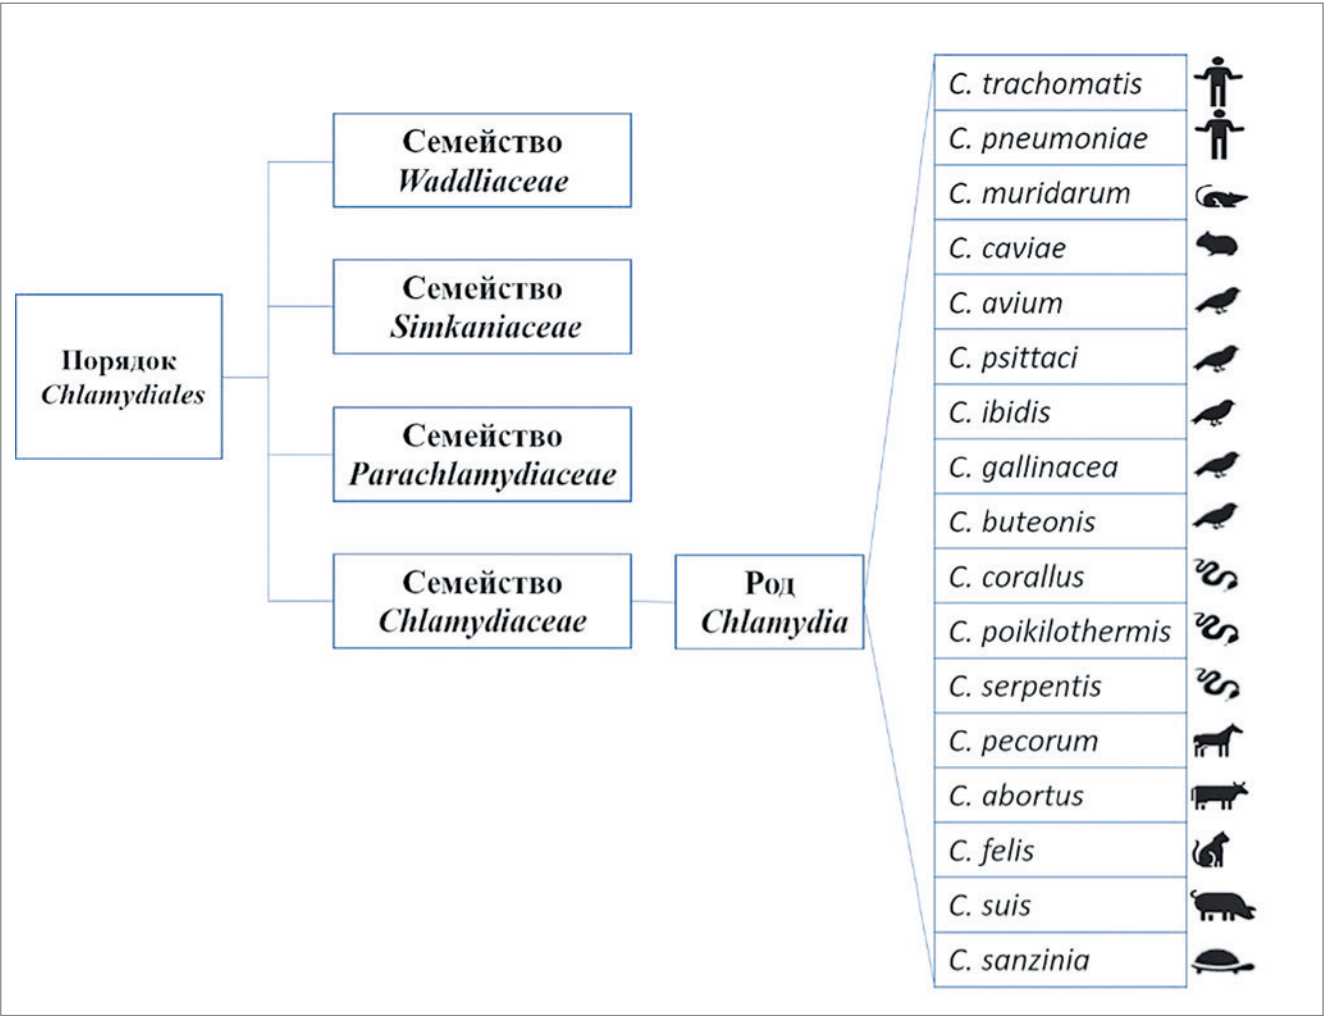 Порядок
Chlamydiales
Семейство
Waddliaceae
Семейство
Simkaniaceae
Семейство
Parachlamydiaceae
Семейство
Chlamydiaceae
Род
Chlamydia
C. trachomatis
C. pneumoniae
C. muridarum
C. caviae
C. avium
C. psittaci
C. ibidis
C. gallinacea
C. buteonis
C. corallus
C. poikilothermis
C. serpentis
C. pecorum
C. abortus
C. felis
C. suis
C. sanzinia